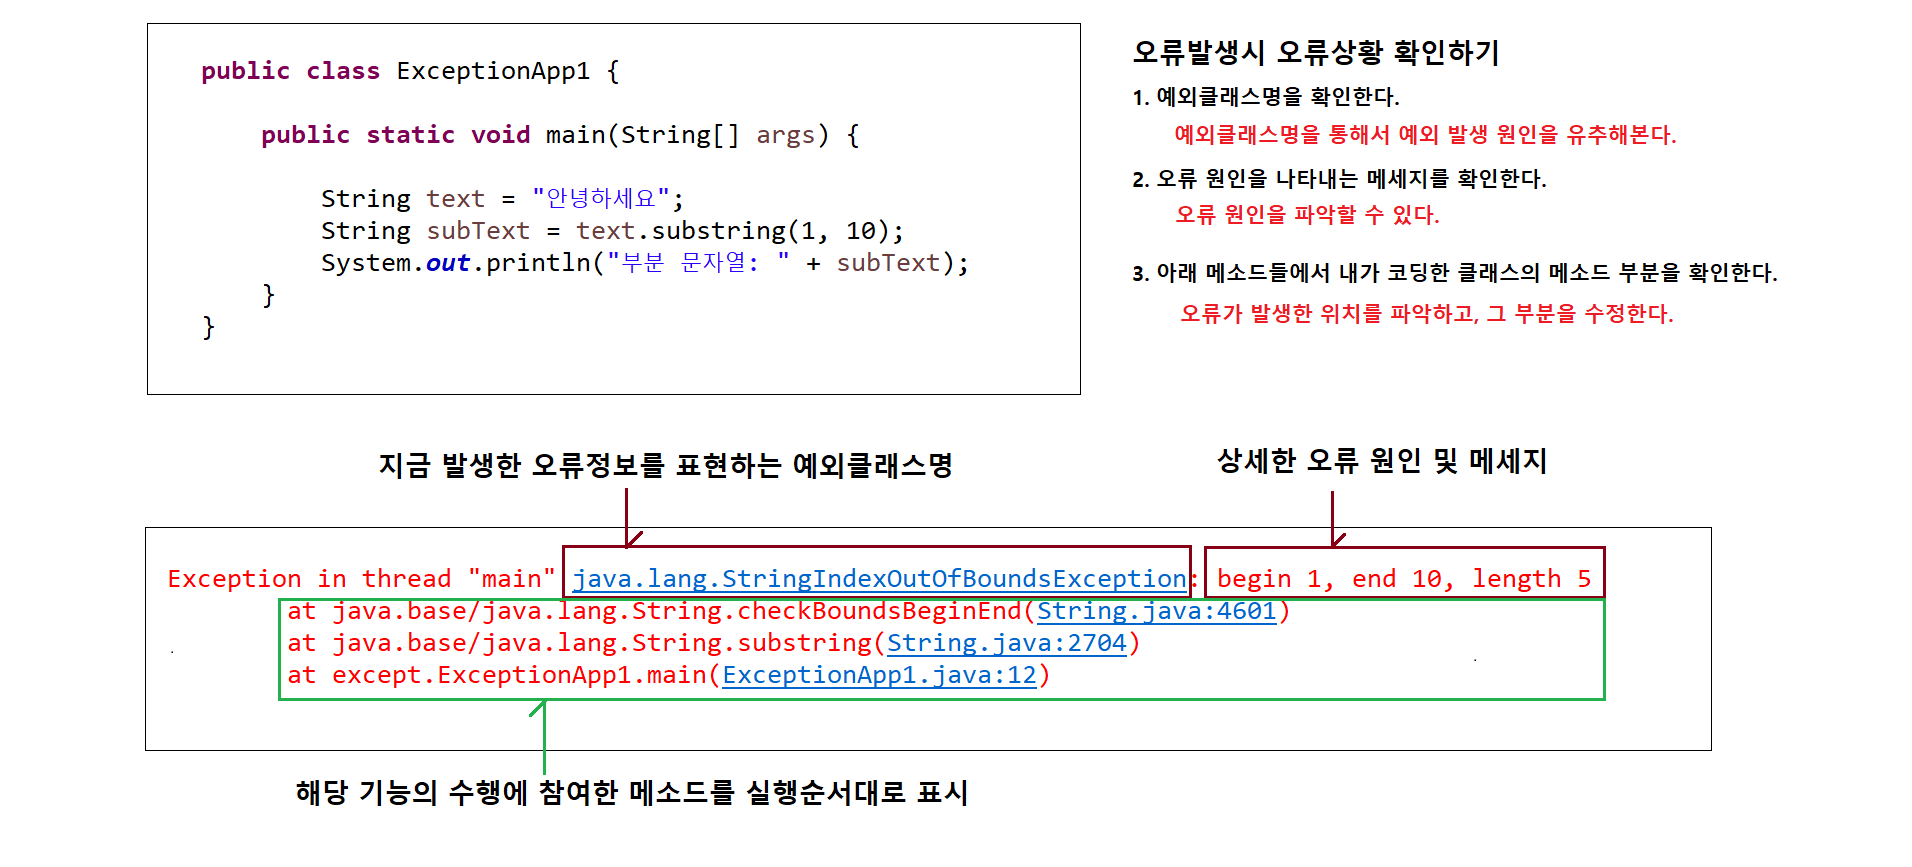 public class ExceptionApp1 {
public static void main(String[] args) {
String text = "안녕하세요";
String subText = text.substring(1, 10);
System.out.println("부분 문자열: " + subText);
}
}
오류발생시 오류상황 확인하기
1. 예외클래스명을 확인한다.
예외클래스명을 통해서 예외 발생 원인을 유추해본다.
2. 오류 원인을 나타내는 메세지를 확인한다.
오류 원인을 파악할 수 있다.
3. 아래 메소드들에서 내가 코딩한 클래스의 메소드 부분을 확인한다.
오류가 발생한 위치를 파악하고, 그 부분을 수정한다.
지금 발생한 오류정보를 표현하는 예외클래스명
상세한 오류 원인 및 메세지
Exception in thread "main" java.lang.StringIndexOutOfBoundsException: begin 1, end 10, length 5
at java.base/java.lang.String.checkBoundsBeginEnd(String.java:4601)
at java.base/java.lang.String.substring(String.java:2704)
at except.ExceptionApp1.main(ExceptionApp1.java:12)
해당 기능의 수행에 참여한 메소드를 실행순서대로 표시